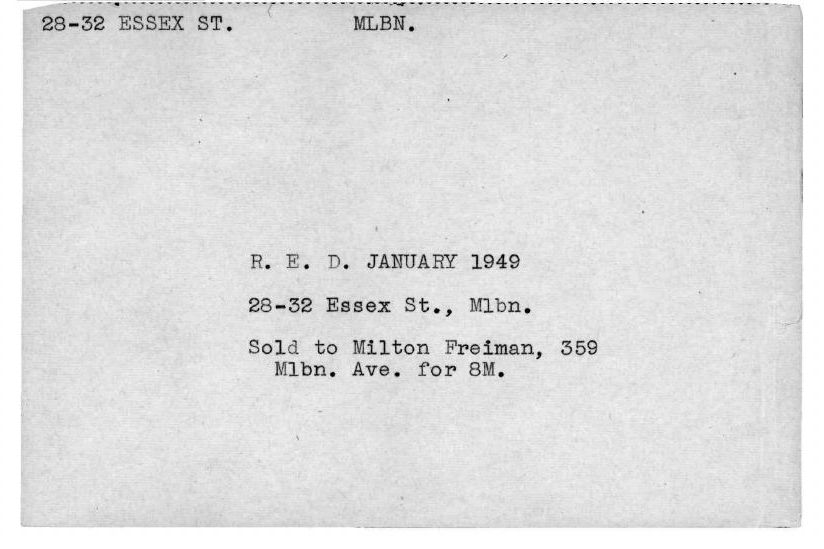 28-32 ESSEX ST. MLBN.
R. E. D. JANUARY 1949
28-32 Essex St., Mlbn.
Sold to Milton Freiman, 359
Mlbn. Ave. for 8M.